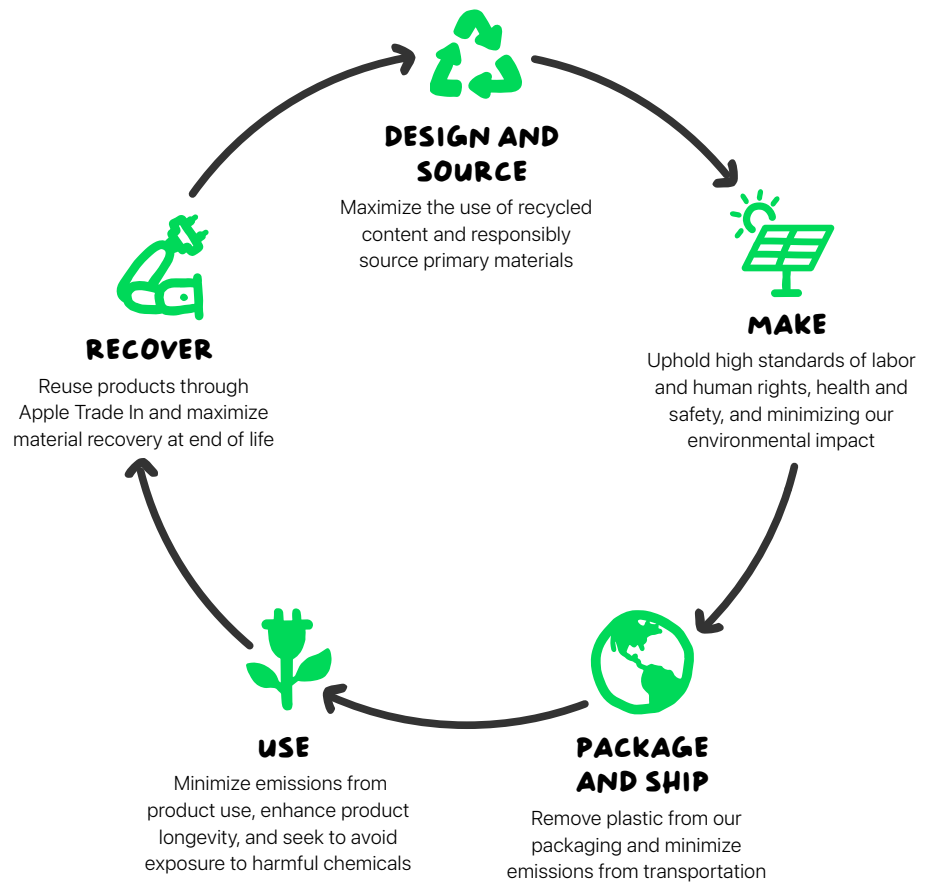 DESIGN AND
SOURCE
Maximize the use of recycled
content and responsibly
source primary materials
MAKE
Uphold high standards of labor
and human rights, health and
safety, and minimizing our
environmental impact
PACKAGE
AND SHIP
Remove plastic from our
packaging and minimize
emissions from transportation
USE
Minimize emissions from
product use, enhance product
longevity, and seek to avoid
exposure to harmful chemicals
RECOVER
Reuse products through
Apple Trade In and maximize
material recovery at end of life